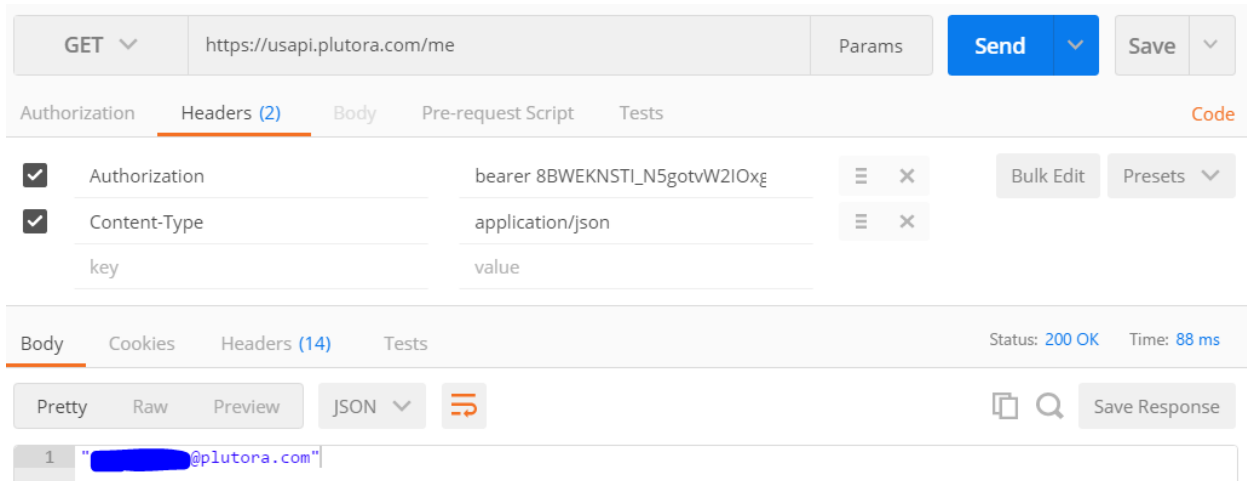 GET https://usapi.plutora.com/me Params Send Save
Authorization Headers (2) Body Pre-request Script Tests Code
Authorization bearer 8BWEKNSTI_N5gotvW2IOxg Bulk Edit Presets
Content-Type application/json
key value
Body Cookies Headers (14) Tests Status: 200 OK Time: 88 ms
Pretty Raw Preview JSON Save Response
1 "@plutora.com"